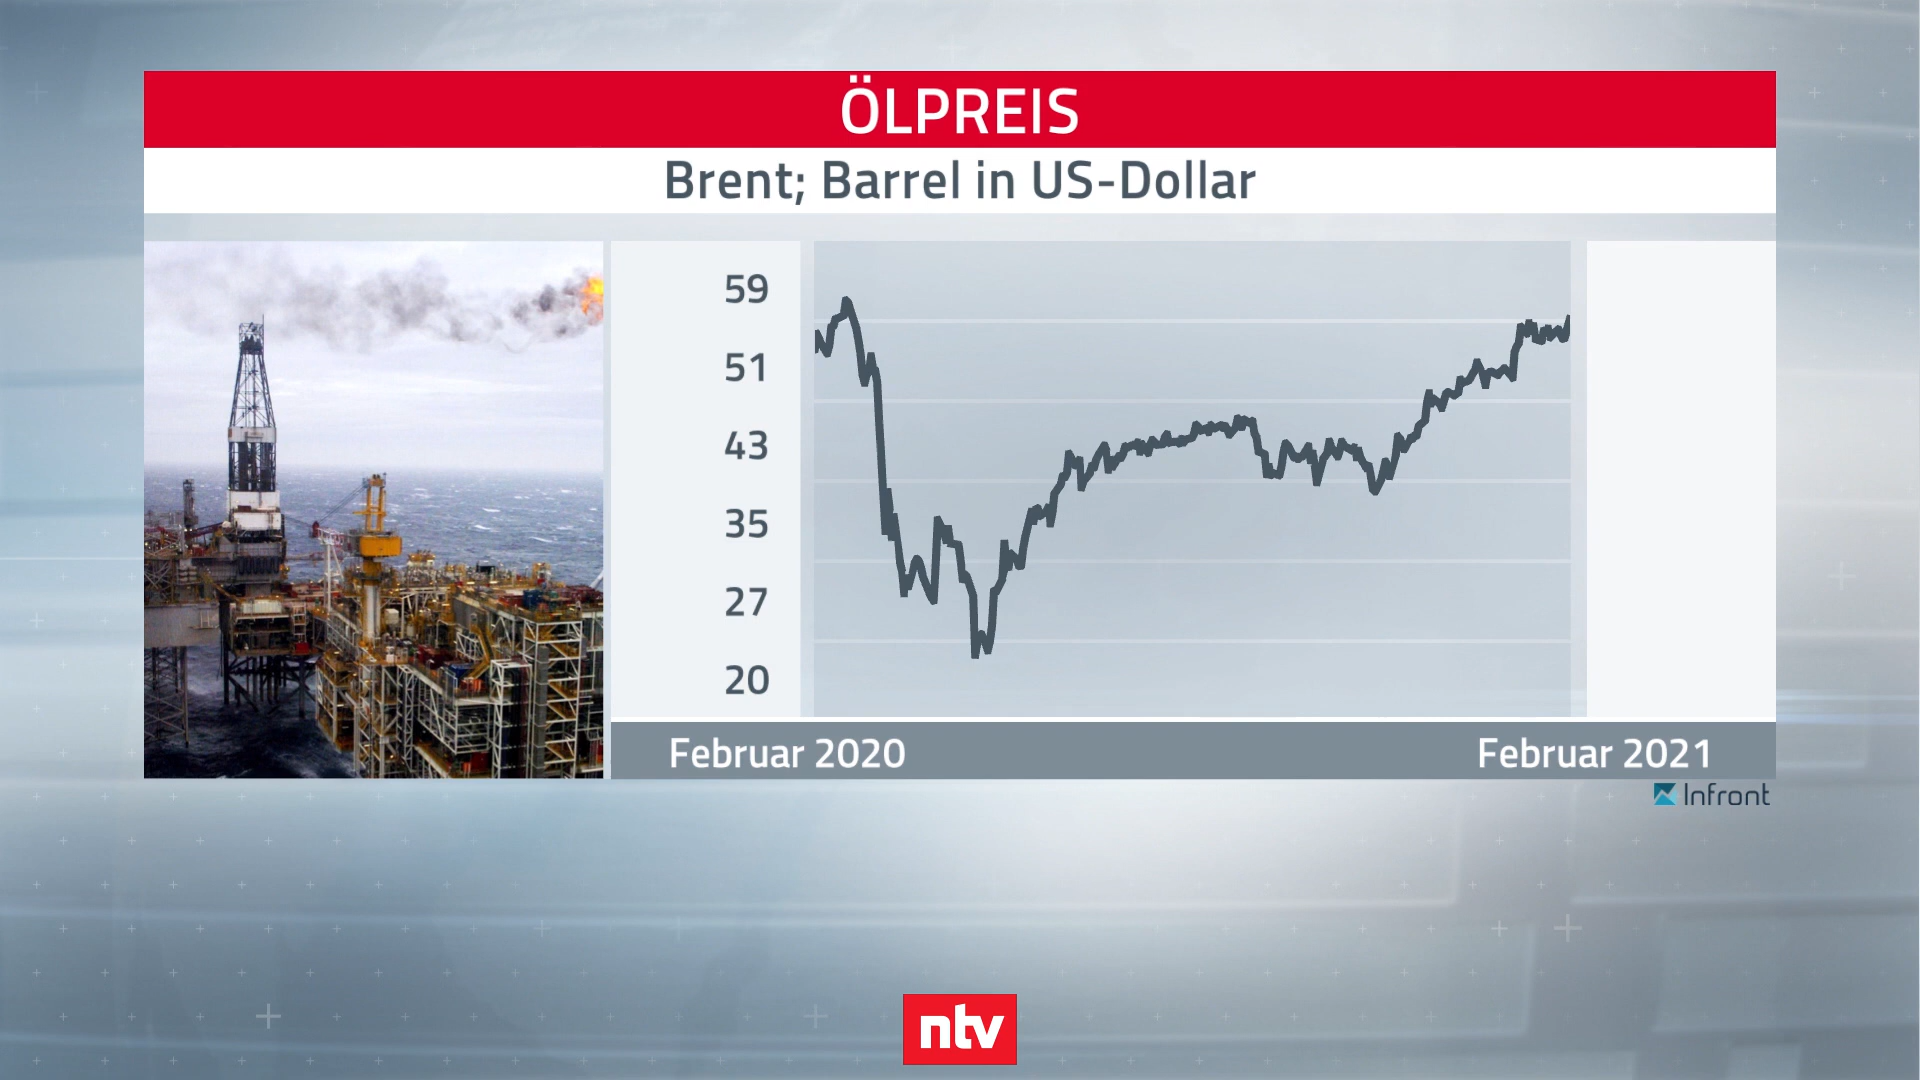 ÖLPREIS
Brent; Barrel in US-Dollar
59
51
43
35
27
20
Februar 2020
Februar 2021
Infront
ntv